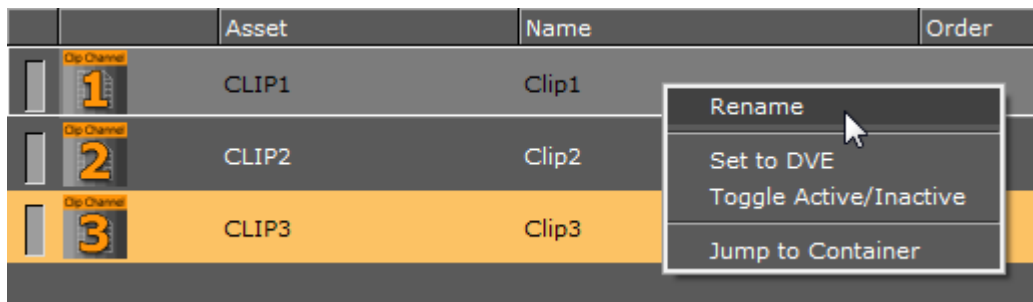 Asset Name Order
Clip Channel
1 CLIP1 Clip1
Rename
Clip Channel
2 CLIP2 Clip2 Set to DVE
Toggle Active/Inactive
Clip Channel
3 CLIP3 Clip3
Jump to Container